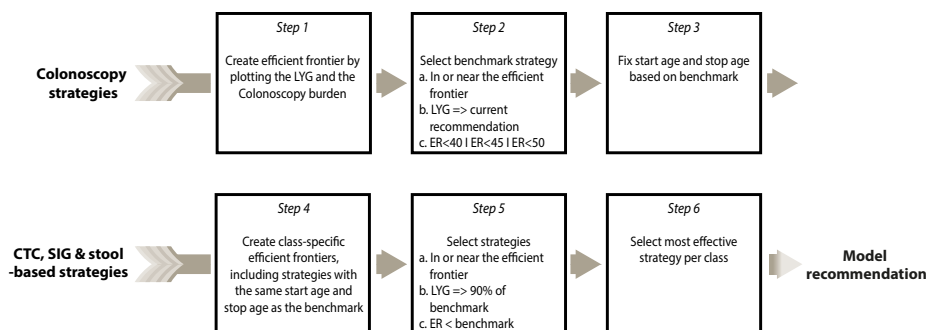 Colonoscopy
strategies
Step 1
Create efficient frontier by
plotting the LYG and the
Colonoscopy burden
Step 2
Select benchmark strategy
a. In or near the efficient
frontier
b. LYG => current
recommendation
c. ER<40 I ER<45 I ER<50
Step 3
Fix start age and stop age
based on benchmark
CTC, SIG & stool
-based strategies
Step 4
Create class-specific
efficient frontiers,
including strategies with
the same start age and
stop age as the benchmark
Step 5
Select strategies
a. In or near the efficient
frontier
b. LYG => 90% of
benchmark
c. ER < benchmark
Step 6
Select most effective
strategy per class
Model
recommendation